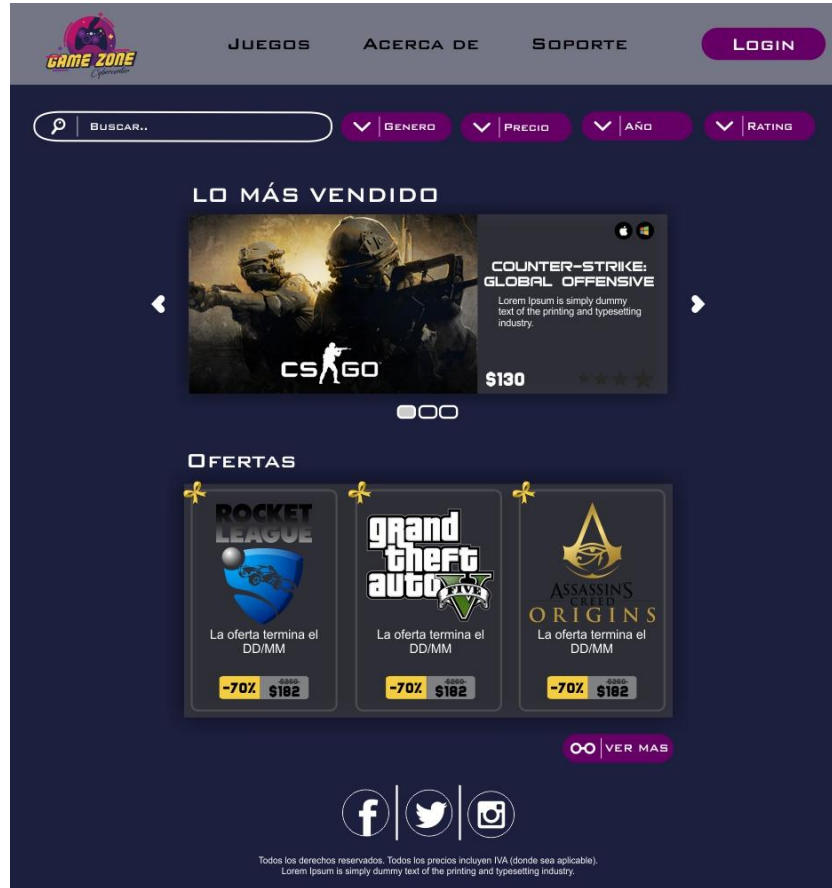 GAME ZONE
Cybercenter
JUEGOS ACERCA DE SOPORTE LOGIN
BUSCAR.. GENERO PRECIO AÑO RATING
LO MÁS VENDIDO
COUNTER-STRIKE:
GLOBAL OFFENSIVE
Lorem Ipsum is simply dummy
text of the printing and typesetting
industry.
CS GO
$130
OFERTAS
ROCKET
LEAGUE
La oferta termina el
DD/MM
-70% $260 $182
grand
theft
auto
FIVE
La oferta termina el
DD/MM
-70% $260 $182
ASSASSIN'S
CREED
ORIGINS
La oferta termina el
DD/MM
-70% $260 $182
VER MAS
Todos los derechos reservados. Todos los precios incluyen IVA (donde sea aplicable).
Lorem Ipsum is simply dummy text of the printing and typesetting industry.